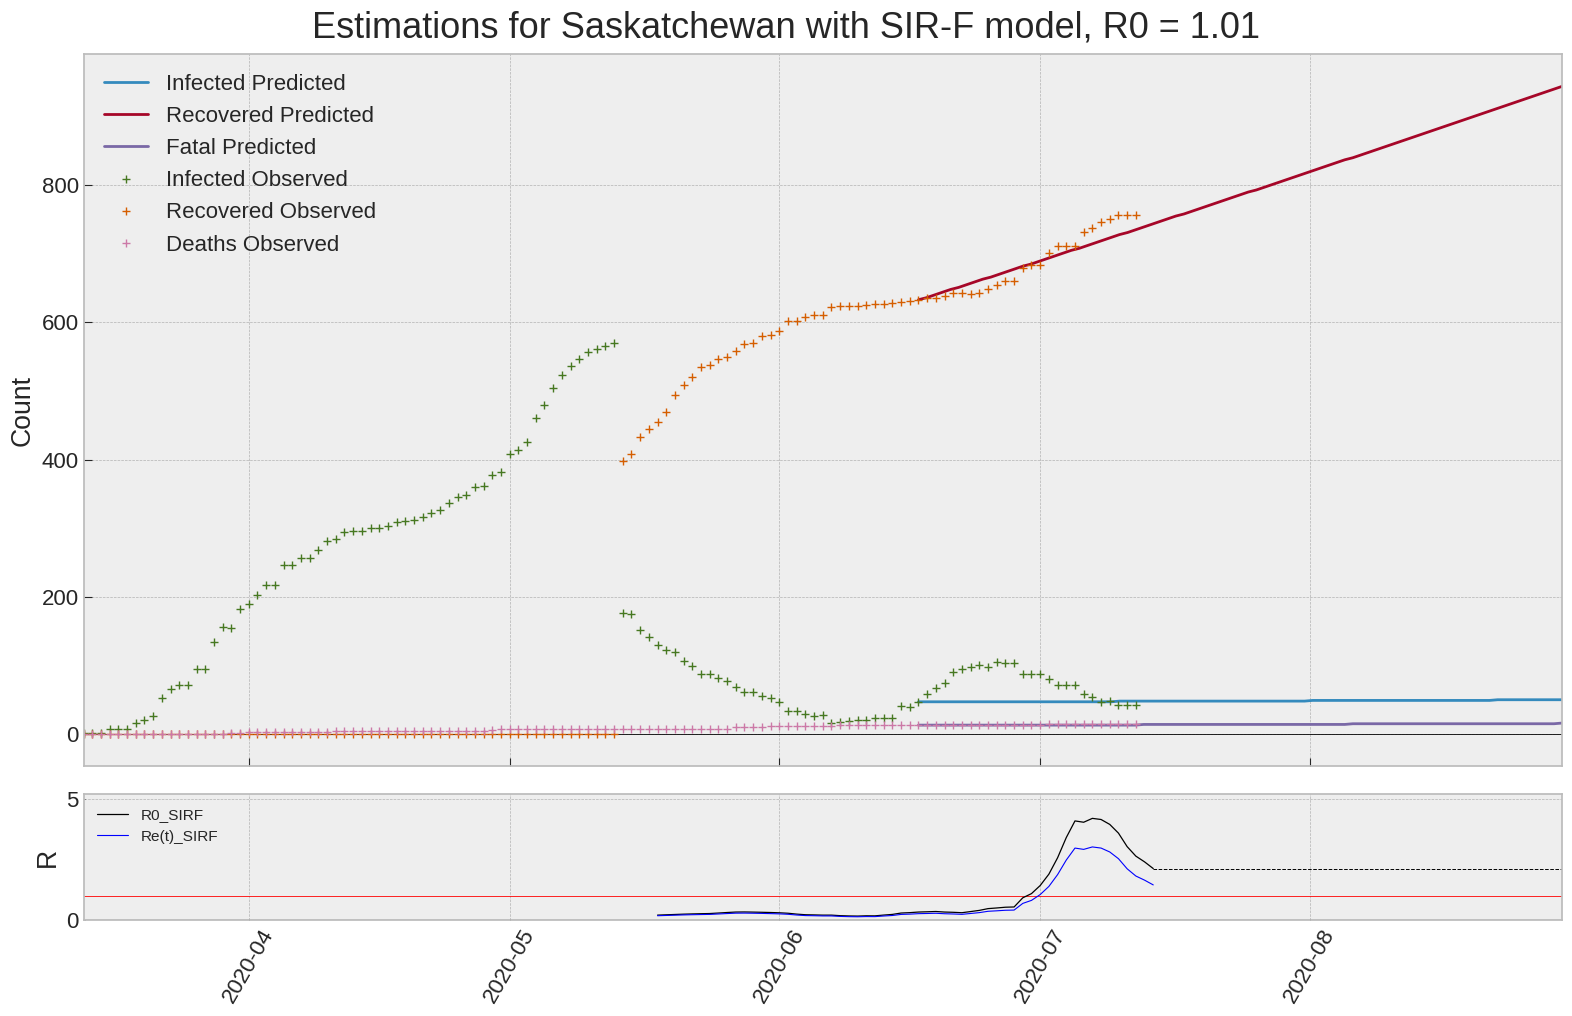 Estimations for Saskatchewan with SIR-F model, R0 = 1.01
Infected Predicted
Recovered Predicted
Fatal Predicted
Infected Observed
Recovered Observed
Deaths Observed
800
600
400
200
0
Count
5
0
R
R0_SIRF
Re(t)_SIRF
2020-04
2020-05
2020-06
2020-07
2020-08